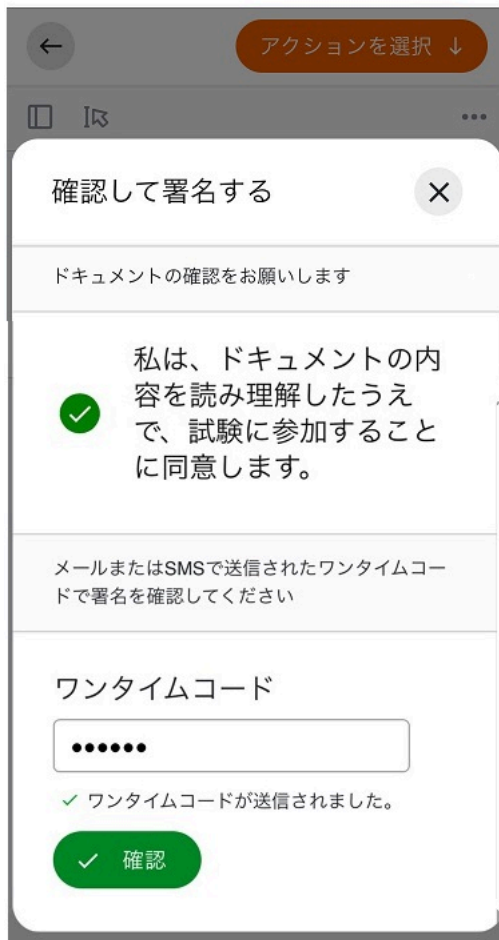 アクションを選択 ↓
確認して署名する
ドキュメントの確認をお願いします
私は、ドキュメントの内
容を読み理解したうえ
で、試験に参加すること
に同意します。
メールまたはSMSで送信されたワンタイムコー
ドで署名を確認してください
ワンタイムコード
••••••
ワンタイムコードが送信されました。
確認